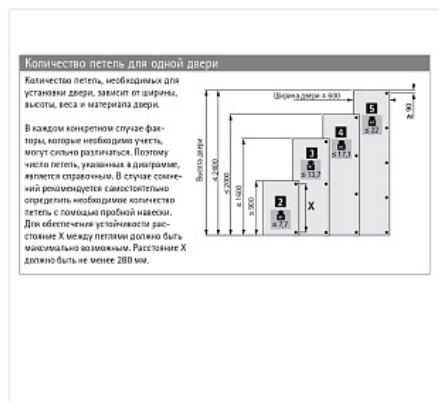 Количество петель для одной двери
Количество петель, необходимых для
установки двери, зависит от ширины,
высоты, веса и материала двери.
В каждом конкретном случае фак-
торы, которые необходимо учесть,
могут сильно различаться. Поэтому
число петель, указанных в диаграмме,
является справочным. В случае сомне-
ний рекомендуется самостоятельно
определить необходимое количество
петель с помощью пробной навески.
Для обеспечения устойчивости рас-
стояние X между петлями должно быть
максимально возможным. Расстояние X
должно быть не менее 280 мм.
Ширина двери = 600
Высота двери
≤ 2400
≤ 2000
≤ 1600
≤ 900
≥ 90
5
≤ 22
4
≤ 17,1
3
≤ 13,7
2
≤ 7,7
X